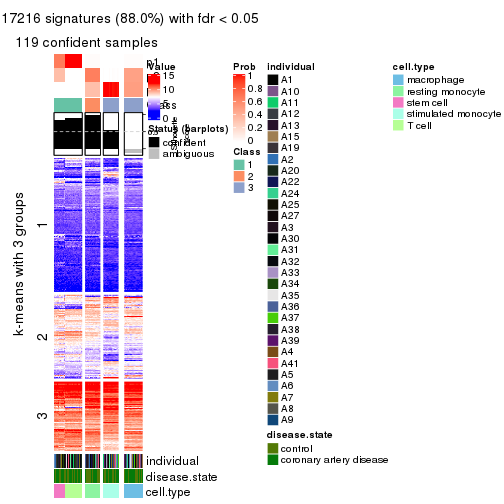 17216 signatures (88.0%) with fdr < 0.05
119 confident samples
k-means with 3 groups
1
2
3
Value
15
10
5
0
Status (barplots)
confident
ambiguous
Prob
1
0.8
0.6
0.4
0.2
0
Class
1
2
3
individual
A1
A10
A11
A12
A13
A15
A19
A2
A20
A22
A24
A25
A27
A3
A30
A31
A32
A33
A34
A35
A36
A37
A38
A39
A4
A41
A5
A6
A7
A8
A9
disease.state
control
coronary artery disease
cell.type
macrophage
resting monocyte
stem cell
stimulated monocyte
T cell
individual
disease.state
cell.type